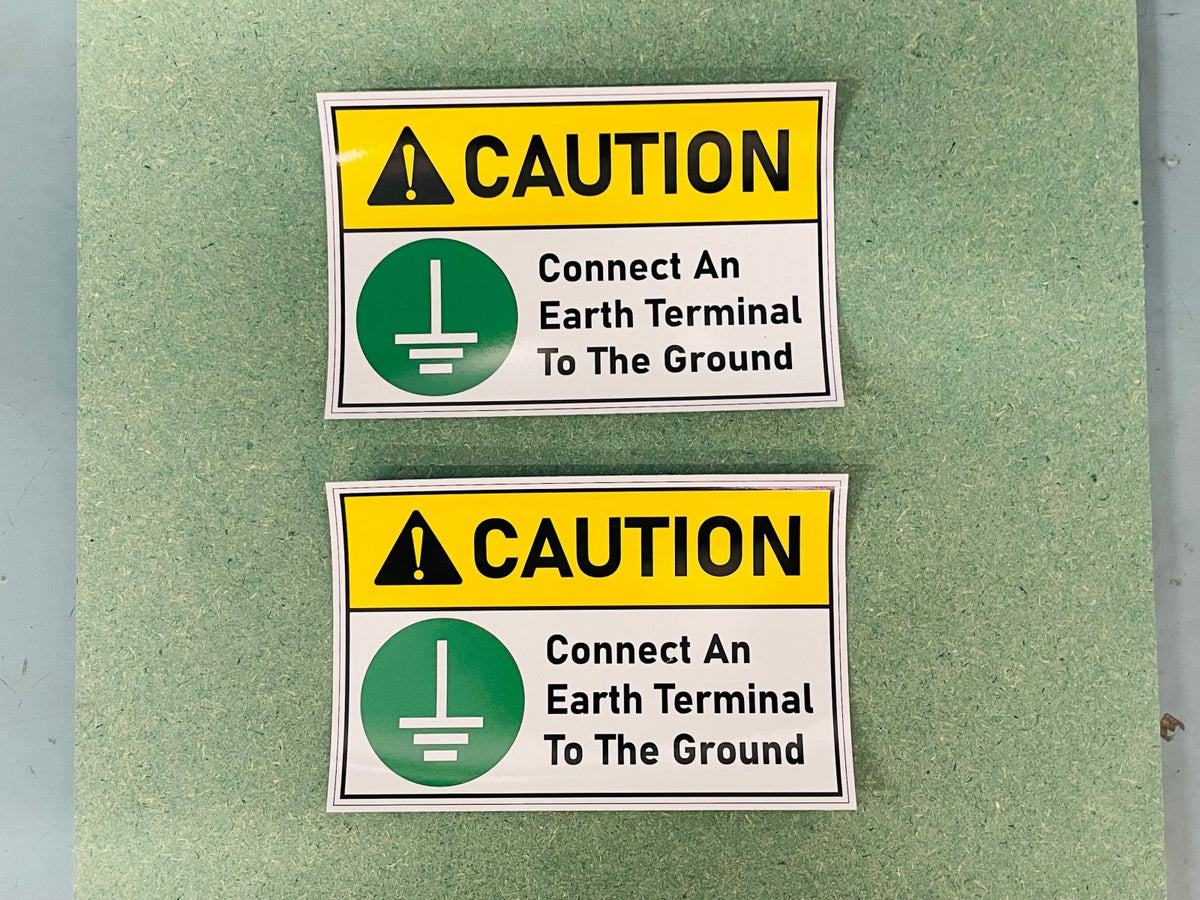 CAUTION
Connect An
Earth Terminal
To The Ground
CAUTION
Connect An
Earth Terminal
To The Ground